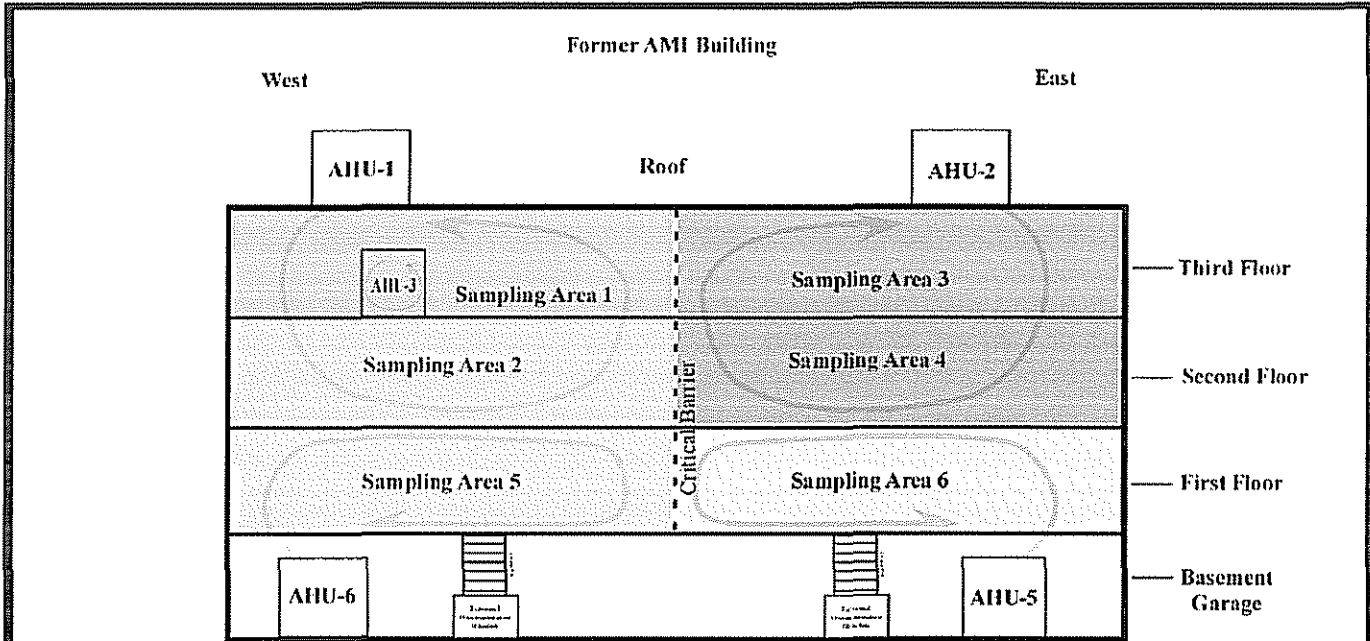 Former AMI Building
West
East
AHU-1
Roof
AHU-2
AHU-3
Sampling Area 1
Sampling Area 3
Third Floor
Sampling Area 2
Sampling Area 4
Second Floor
Critical Barrier
Sampling Area 5
Sampling Area 6
First Floor
AHU-6
AHU-5
Basement
Garage